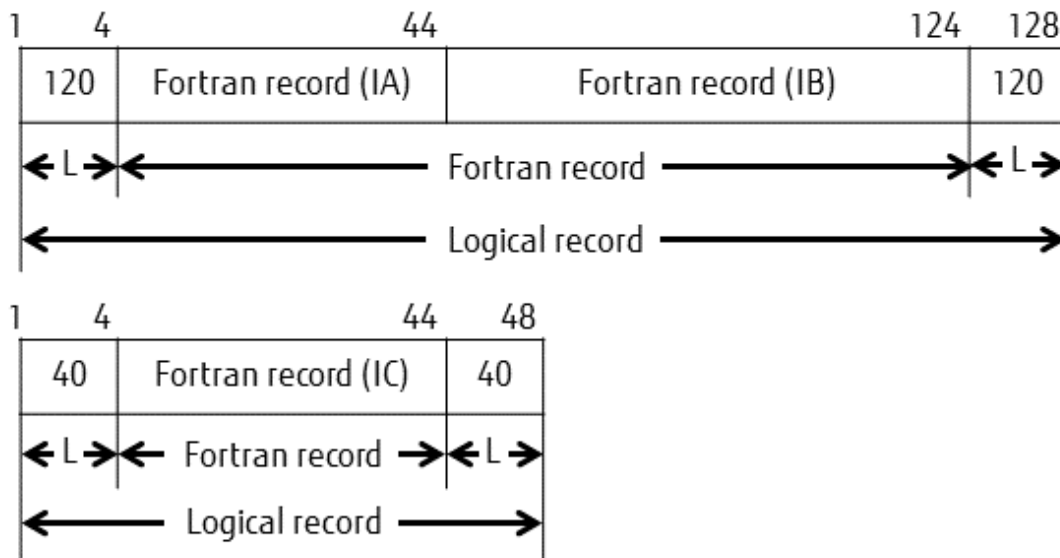 1 4 44 124 128
120 Fortran record (IA) Fortran record (IB) 120
L Fortran record L
Logical record
1 4 44 48
40 Fortran record (IC) 40
L Fortran record L
Logical record